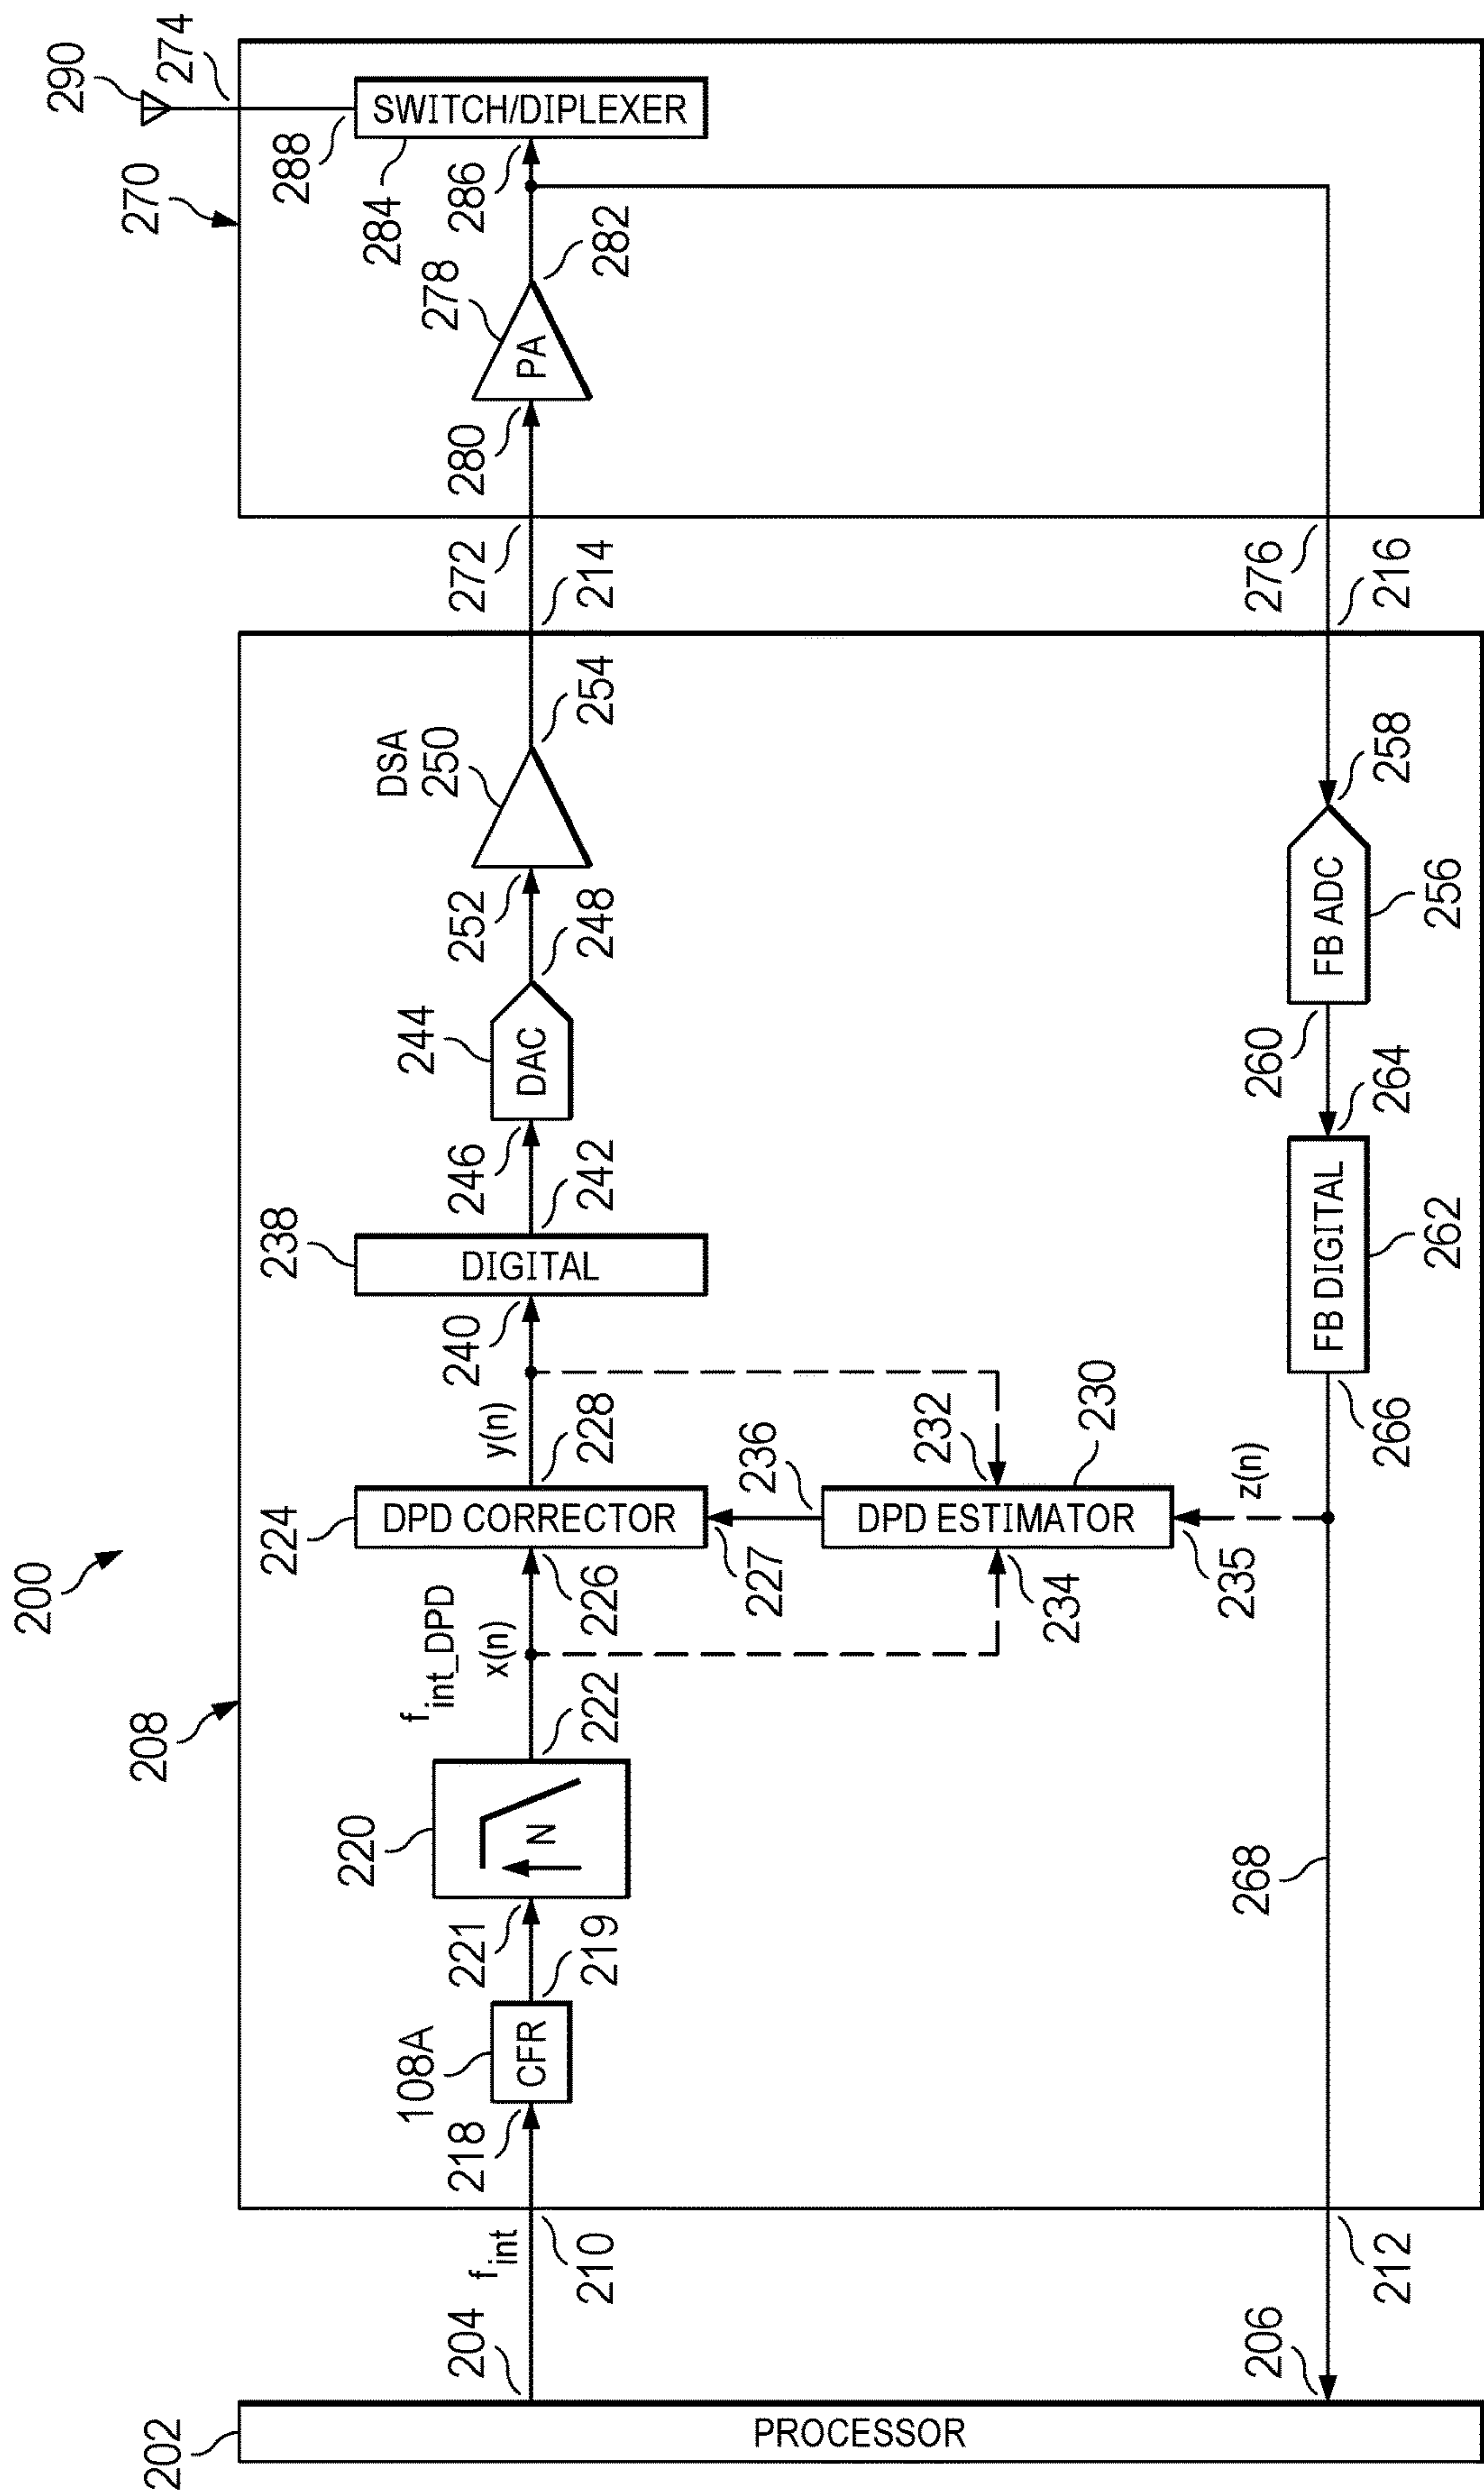 200
202
PROCESSOR
204
206
f_int
208
210
212
218
108A
CFR
219
221
220
N
222
f_int_DPD
x(n)
226
224
DPD CORRECTOR
227
228
y(n)
236
234
DPD ESTIMATOR
230
232
235
z(n)
240
238
DIGITAL
242
246
244
DAC
248
252
DSA
250
254
214
216
258
FB ADC
256
260
264
FB DIGITAL
262
266
268
270
272
276
280
278
PA
282
286
284
SWITCH/DIPLEXER
288
274
290